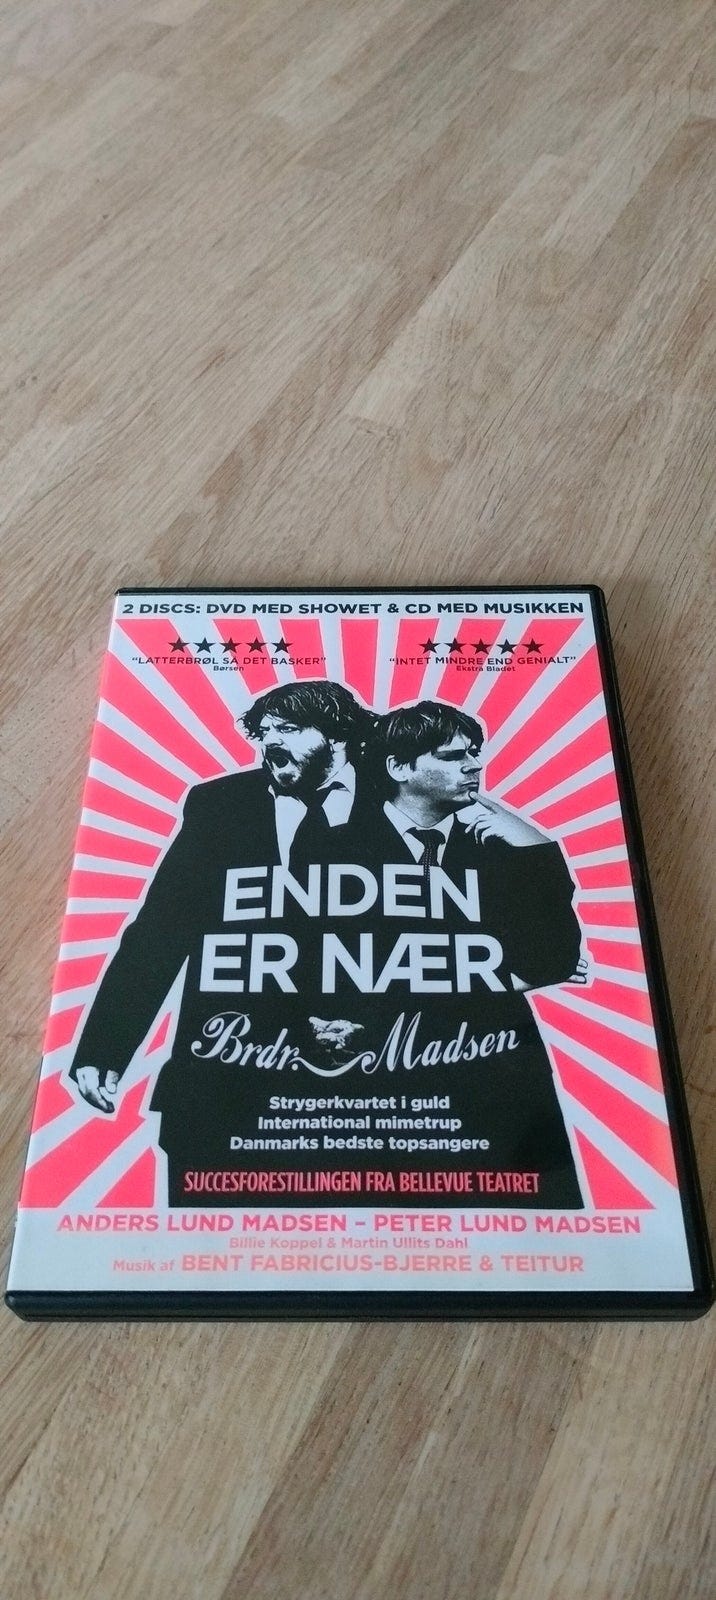 2 DISCS: DVD MED SHOWET & CD MED MUSIKKEN
"LATTERBRØL SÅ DET BASKER"
Børsen
"INTET MINDRE END GENIALT"
Ekstra Bladet
ENDEN
ER NÆR
Brdr. Madsen
Strygerkvartet i guld
International mimetrup
Danmarks bedste topsangere
SUCCESFORESTILLINGEN FRA BELLEVUE TEATRET
ANDERS LUND MADSEN – PETER LUND MADSEN
Billie Koppel & Martin Ullits Dahl
Musik af BENT FABRICIUS-BJERRE & TEITUR